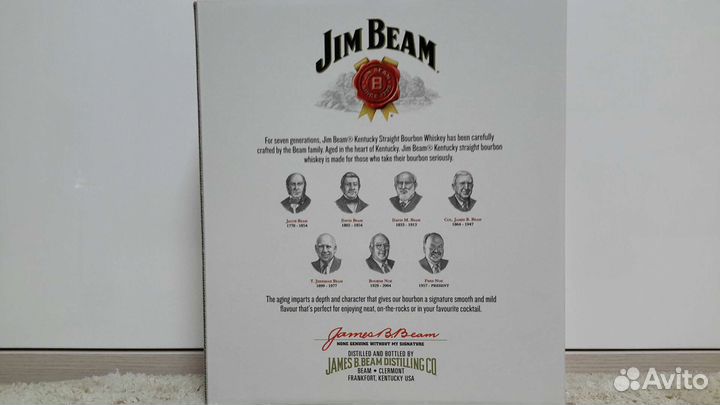 JIM BEAM®
JIM BEAM
B
SINCE 1795
For seven generations, Jim Beam® Kentucky Straight Bourbon Whiskey has been carefully
crafted by the Beam family. Aged in the heart of Kentucky. Jim Beam® Kentucky straight bourbon
whiskey is made for those who take their bourbon seriously.
JACOB BEAM DAVID BEAM DAVID M. BEAM COL. JAMES B. BEAM
1770 - 1834 1802 - 1854 1833 - 1913 1864 - 1947
T. JEREMIAH BEAM BOOKER NOE FRED NOE
1899 - 1977 1929 - 2004 1957 - PRESENT
The aging imparts a depth and character that gives our bourbon a signature smooth and mild
flavour that's perfect for enjoying neat, on-the-rocks or in your favourite cocktail.
James B. Beam
NONE GENUINE WITHOUT MY SIGNATURE
DISTILLED AND BOTTLED BY
JAMES B. BEAM DISTILLING CO
BEAM • CLERMONT
FRANKFORT, KENTUCKY USA
Avito